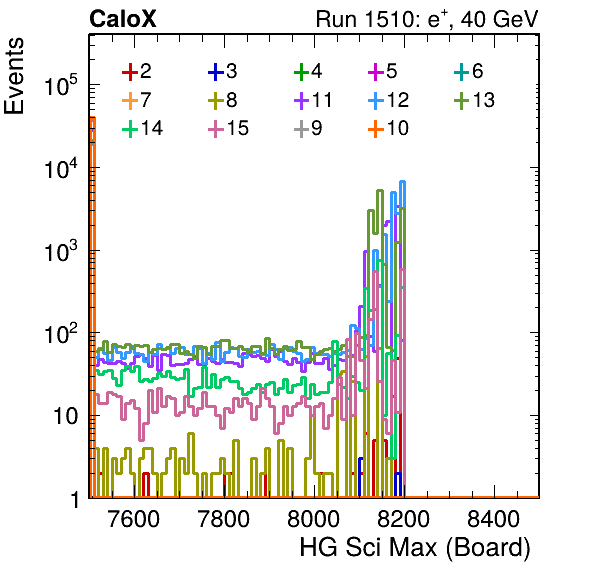 CaloX Run 1510: e⁺, 40 GeV
Events
2 3 4 5 6
7 8 11 12 13
14 15 9 10
10⁵
10⁴
10³
10²
10
1
7600 7800 8000 8200 8400
HG Sci Max (Board)